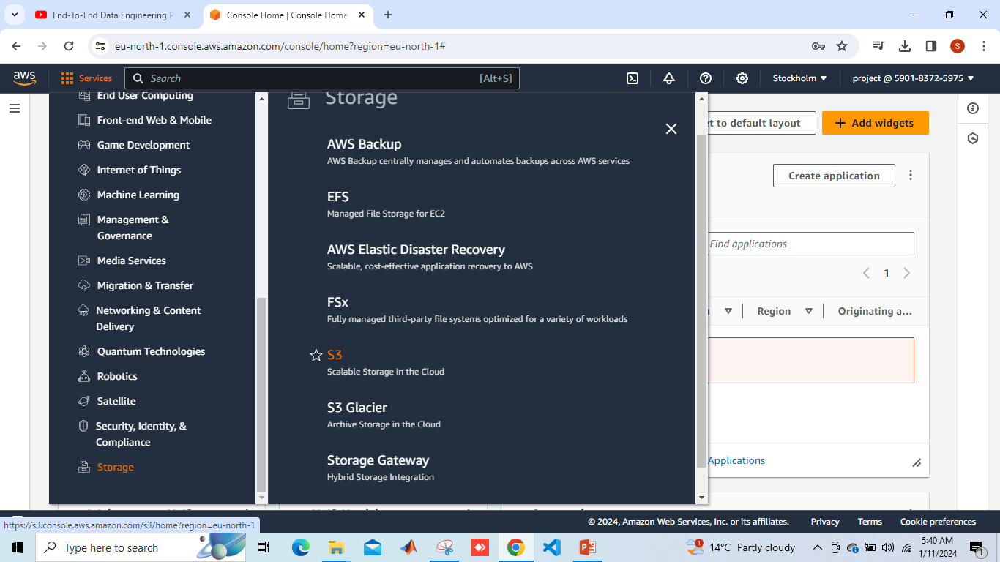 End-To-End Data Engineering P
Console Home | Console Home
eu-north-1.console.aws.amazon.com/console/home?region=eu-north-1#
S
aws
Services
Search
[Alt+S]
Stockholm
project @ 5901-8372-5975
End User Computing
Front-end Web & Mobile
Game Development
Internet of Things
Machine Learning
Management &
Governance
Media Services
Migration & Transfer
Networking & Content
Delivery
Quantum Technologies
Robotics
Satellite
Security, Identity, &
Compliance
Storage
Storage
AWS Backup
AWS Backup centrally manages and automates backups across AWS services
EFS
Managed File Storage for EC2
AWS Elastic Disaster Recovery
Scalable, cost-effective application recovery to AWS
FSx
Fully managed third-party file systems optimized for a variety of workloads
S3
Scalable Storage in the Cloud
S3 Glacier
Archive Storage in the Cloud
Storage Gateway
Hybrid Storage Integration
et to default layout
Add widgets
Create application
Find applications
1
Region
Originating a...
Applications
https://s3.console.aws.amazon.com/s3/home?region=eu-north-1
© 2024, Amazon Web Services, Inc. or its affiliates.
Privacy
Terms
Cookie preferences
Type here to search
1
14°C Partly cloudy
5:40 AM
1/11/2024
1